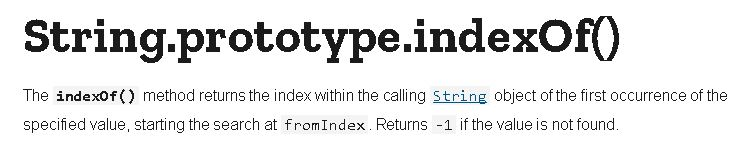 String.prototype.indexOf()
The indexOf() method returns the index within the calling String object of the first occurrence of the
specified value, starting the search at fromIndex. Returns -1 if the value is not found.